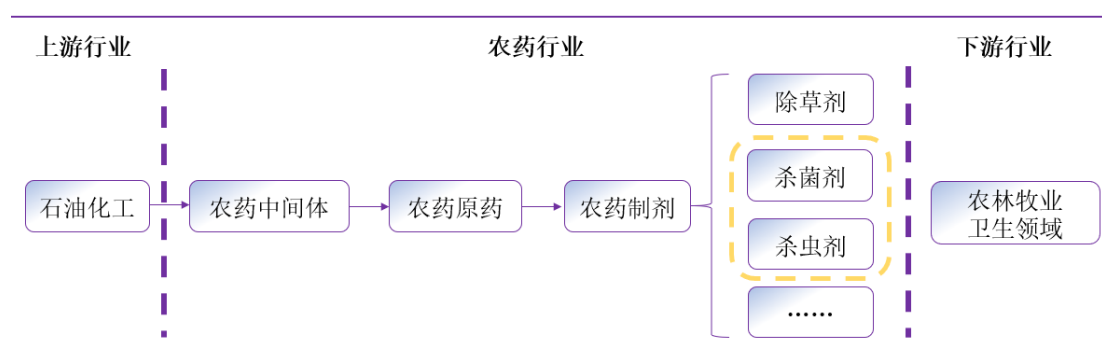 上游行业
农药行业
下游行业
石油化工
农药中间体
农药原药
农药制剂
除草剂
杀菌剂
杀虫剂
……
农林牧业
卫生领域